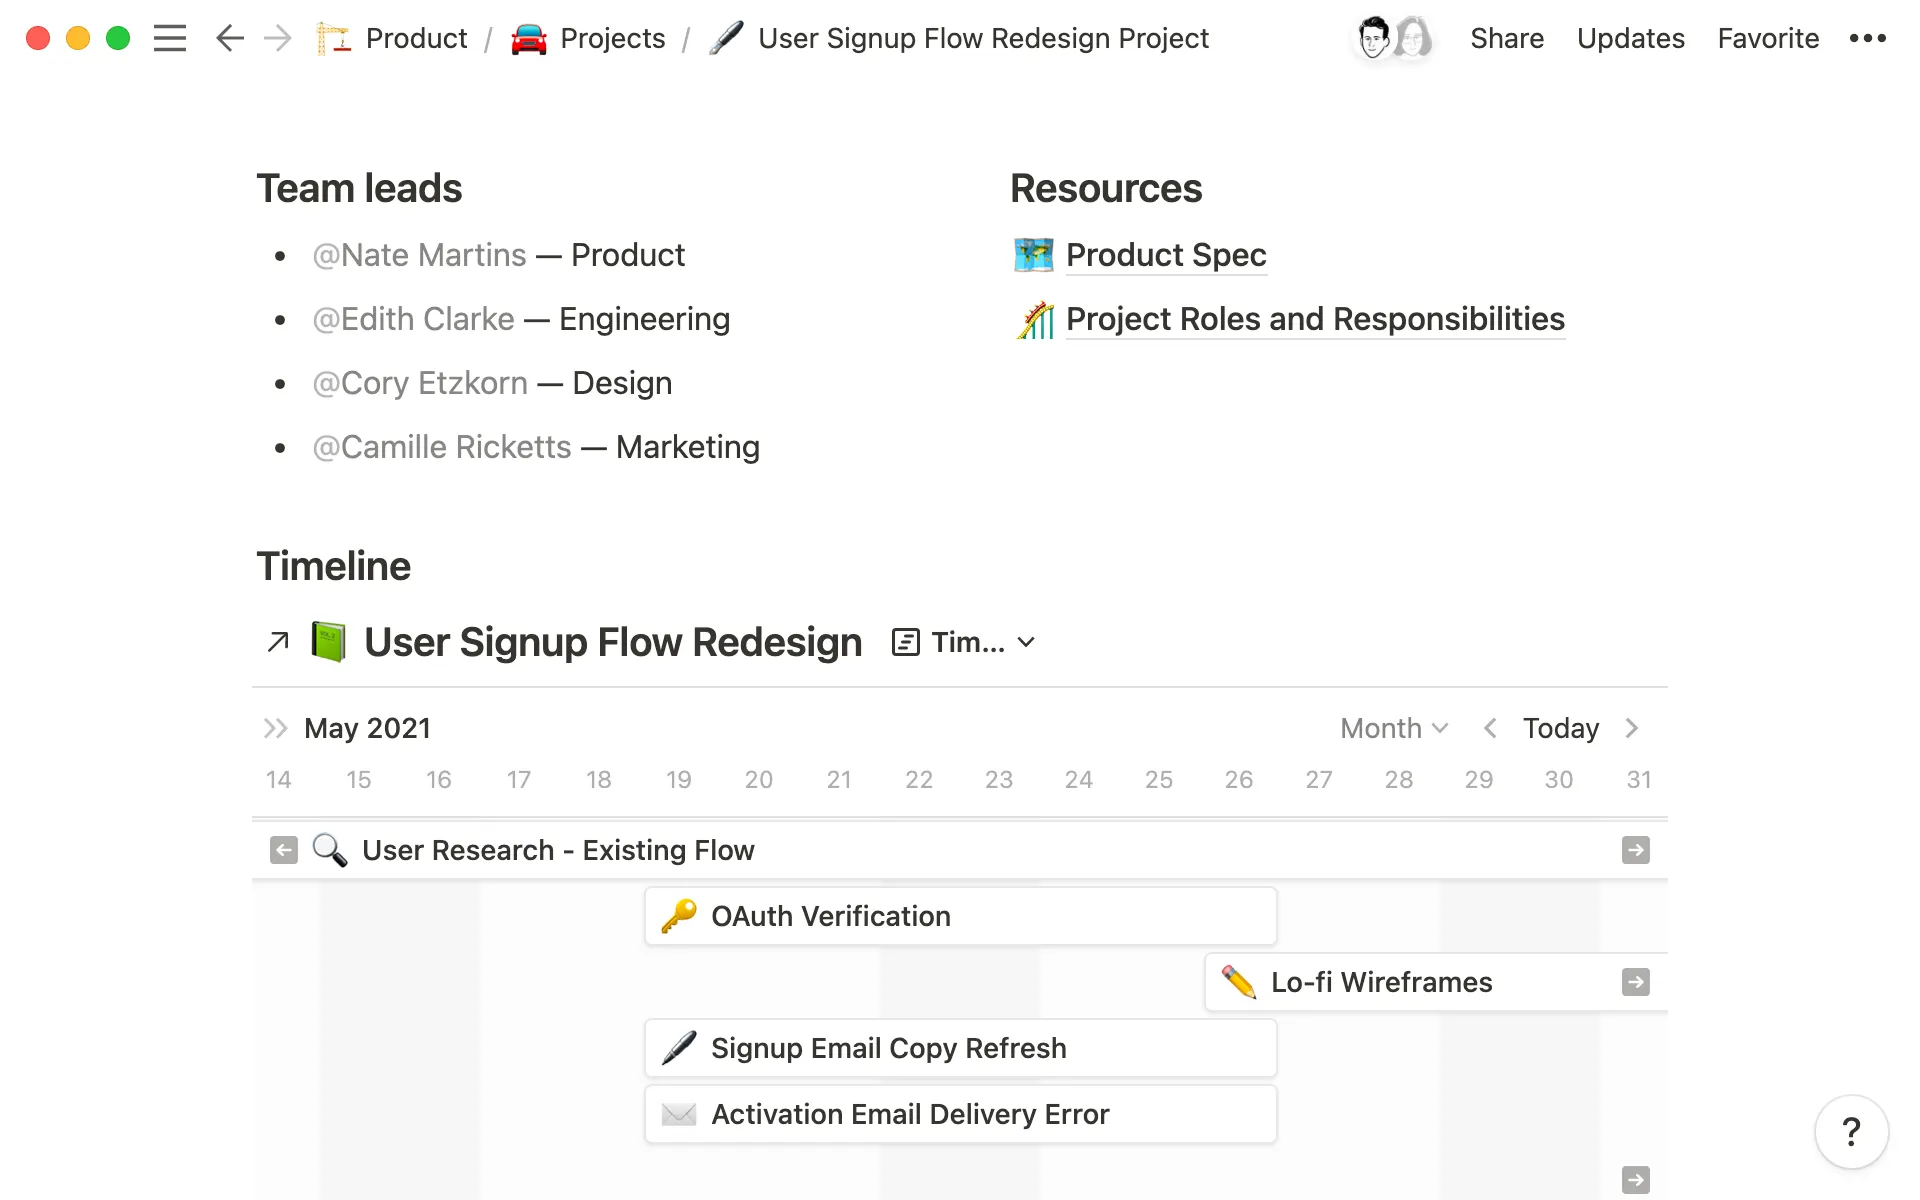 Product / Projects / User Signup Flow Redesign Project Share Updates Favorite •••
Team leads
@Nate Martins — Product
@Edith Clarke — Engineering
@Cory Etzkorn — Design
@Camille Ricketts — Marketing
Resources
Product Spec
Project Roles and Responsibilities
Timeline
User Signup Flow Redesign Tim...
May 2021 Month Today
14 15 16 17 18 19 20 21 22 23 24 25 26 27 28 29 30 31
User Research - Existing Flow
OAuth Verification
Lo-fi Wireframes
Signup Email Copy Refresh
Activation Email Delivery Error
?